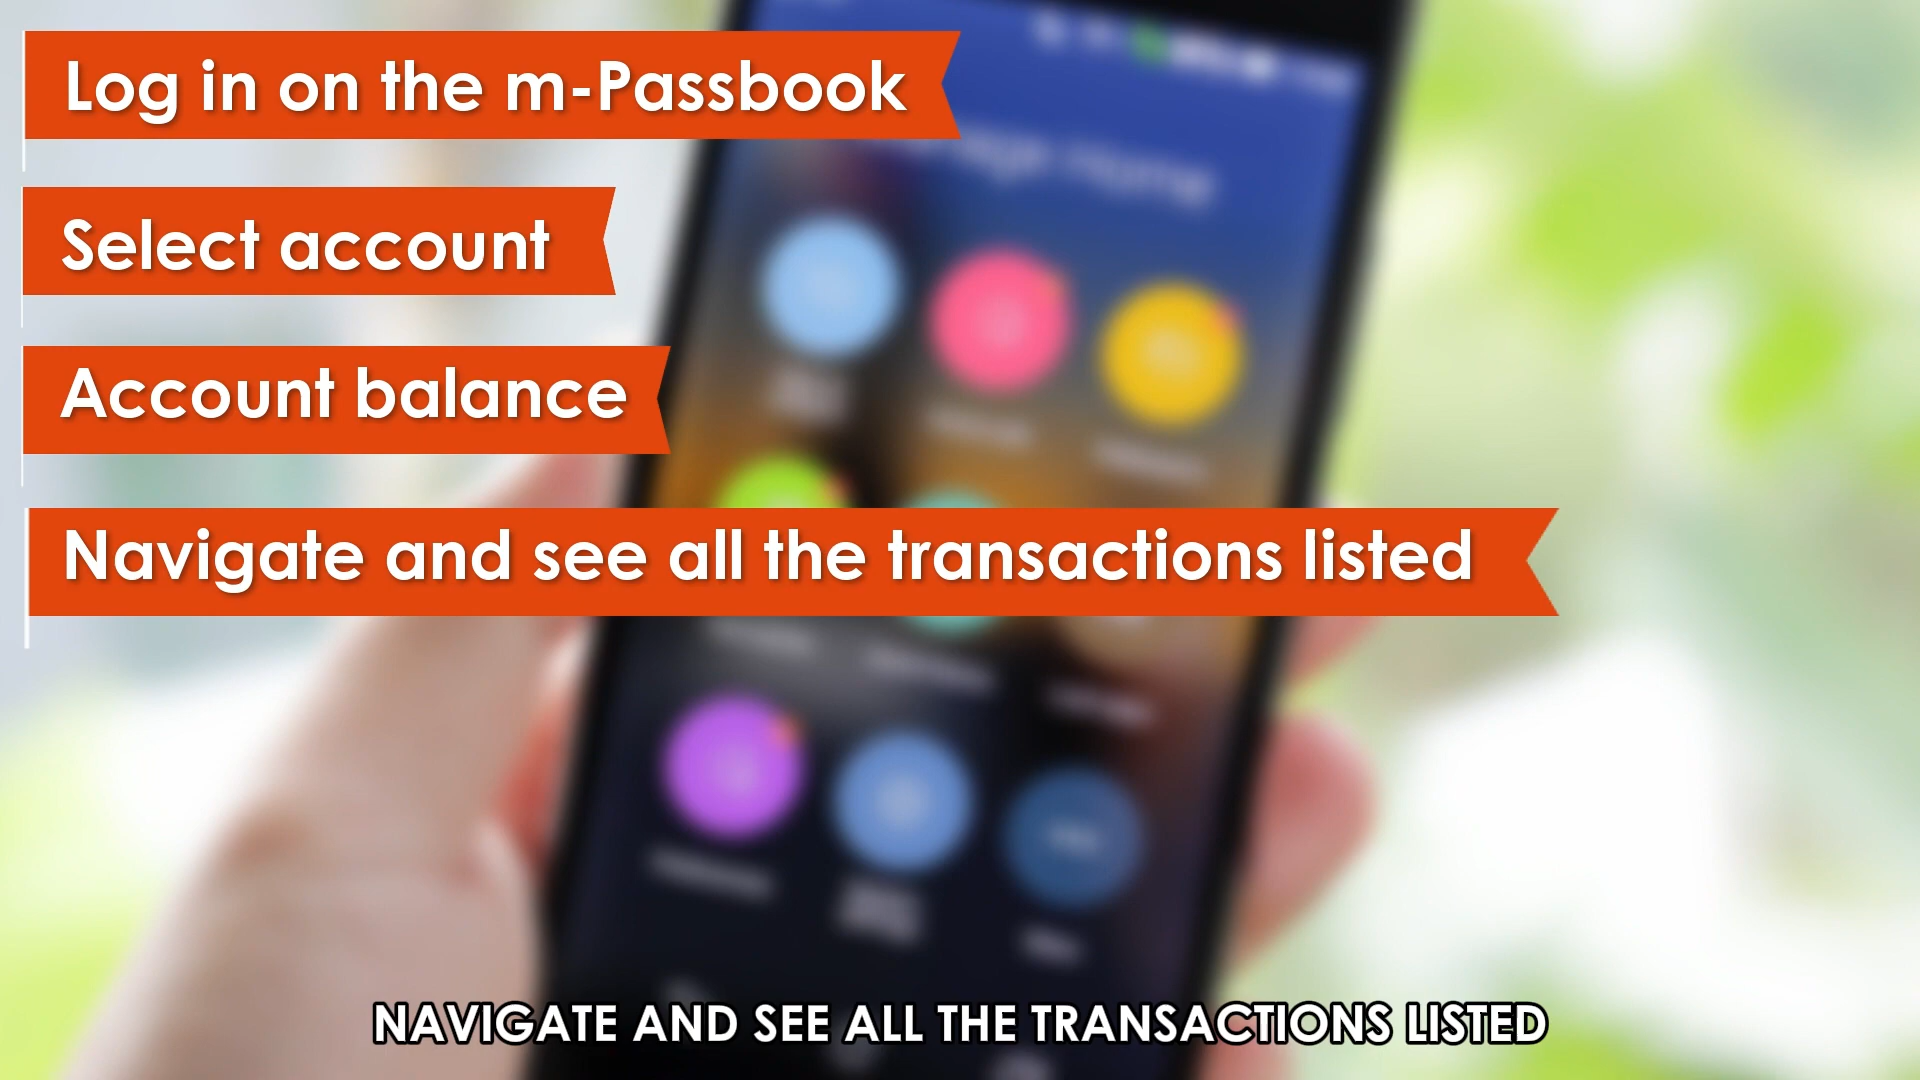 Log in on the m-Passbook
Select account
Account balance
Navigate and see all the transactions listed
NAVIGATE AND SEE ALL THE TRANSACTIONS LISTED